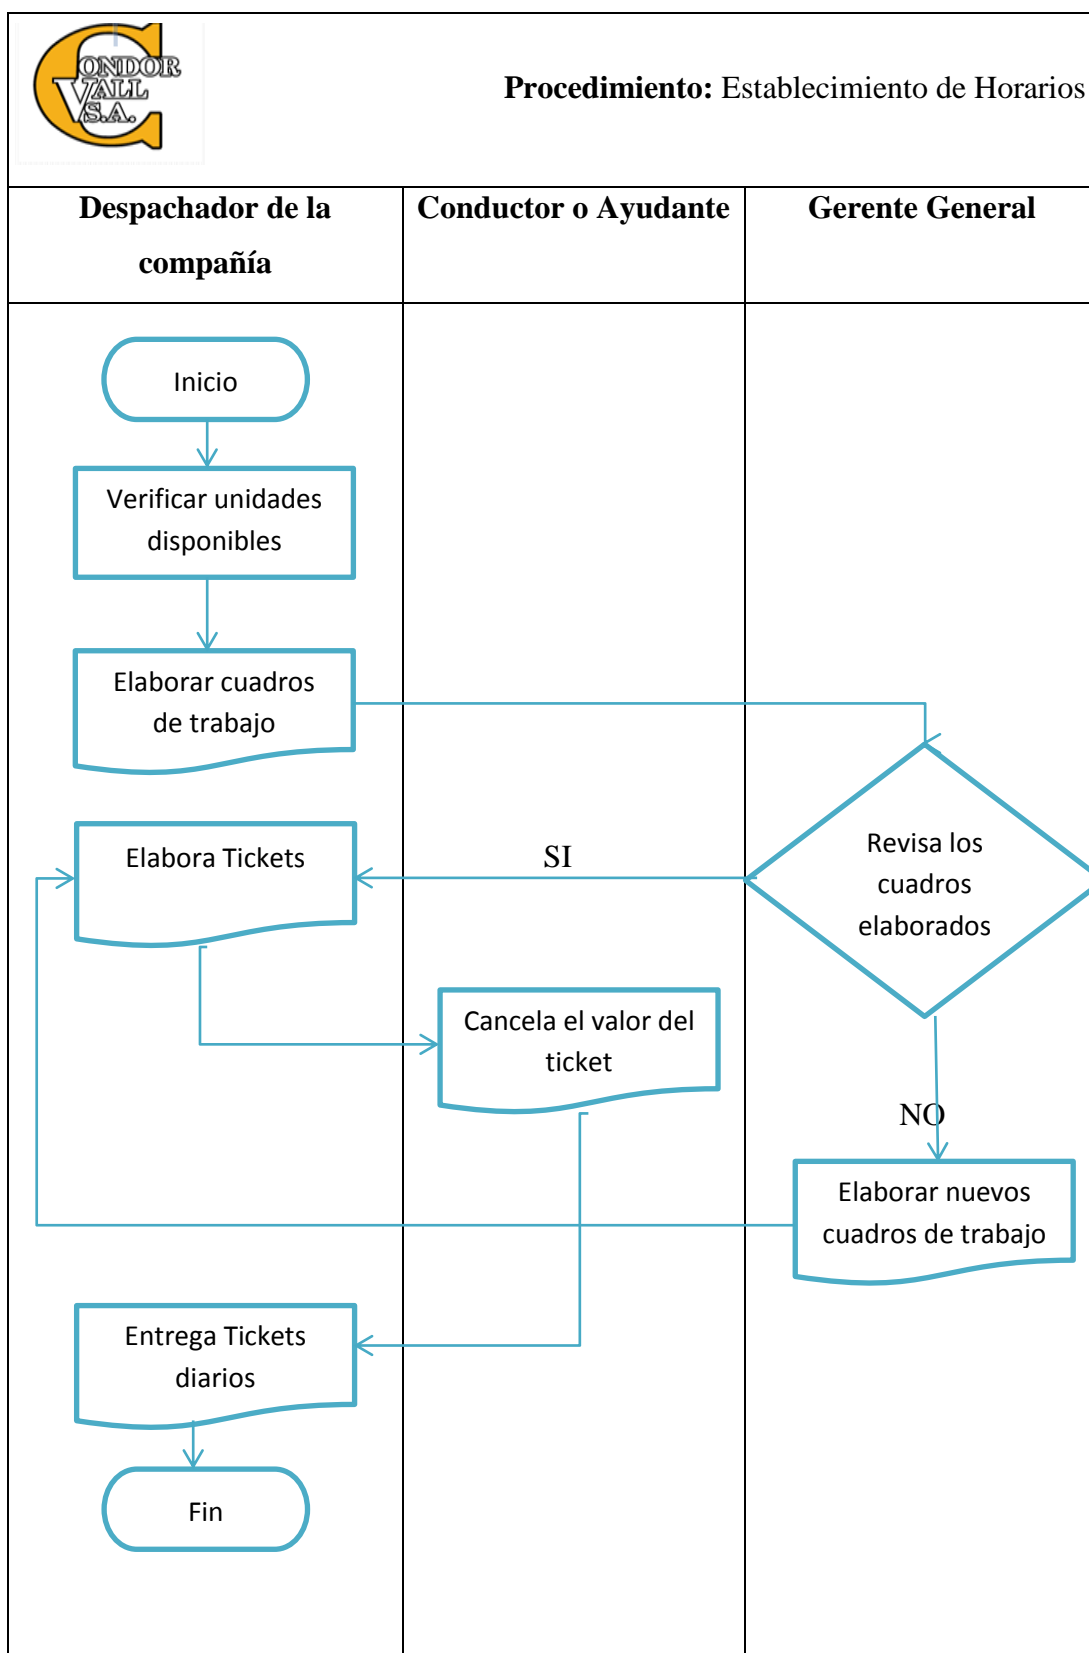 CONDOR
VALL
S.A.
Procedimiento: Establecimiento de Horarios
Despachador de la
compañía
Conductor o Ayudante
Gerente General
Inicio
Verificar unidades
disponibles
Elaborar cuadros
de trabajo
Elabora Tickets
SI
Revisa los
cuadros
elaborados
Cancela el valor del
ticket
NO
Elaborar nuevos
cuadros de trabajo
Entrega Tickets
diarios
Fin